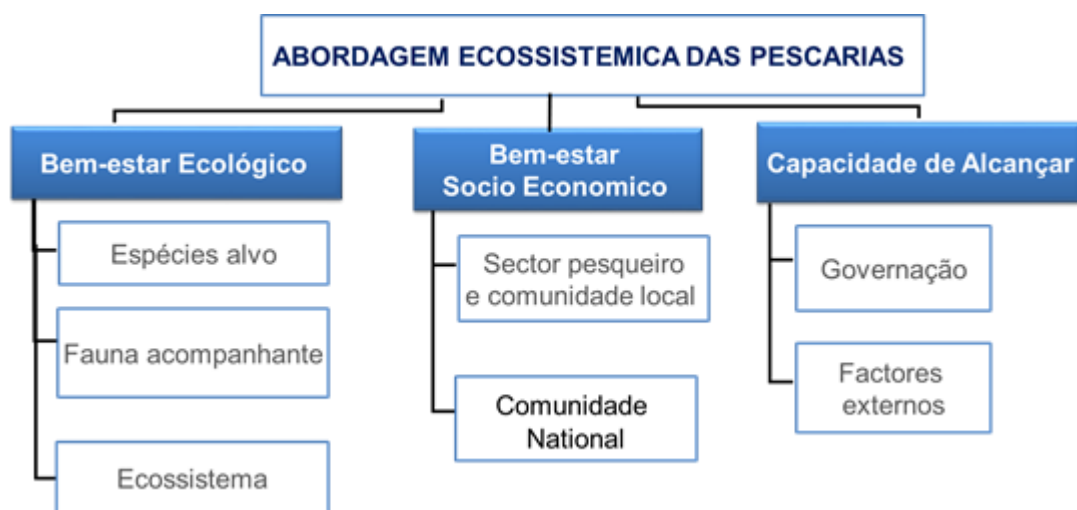 ABORDAGEM ECOSSISTEMICA DAS PESCARIAS
Bem-estar Ecológico
Espécies alvo
Fauna acompanhante
Ecossistema
Bem-estar
Socio Economico
Sector pesqueiro
e comunidade local
Comunidade
National
Capacidade de Alcançar
Governação
Factores
externos